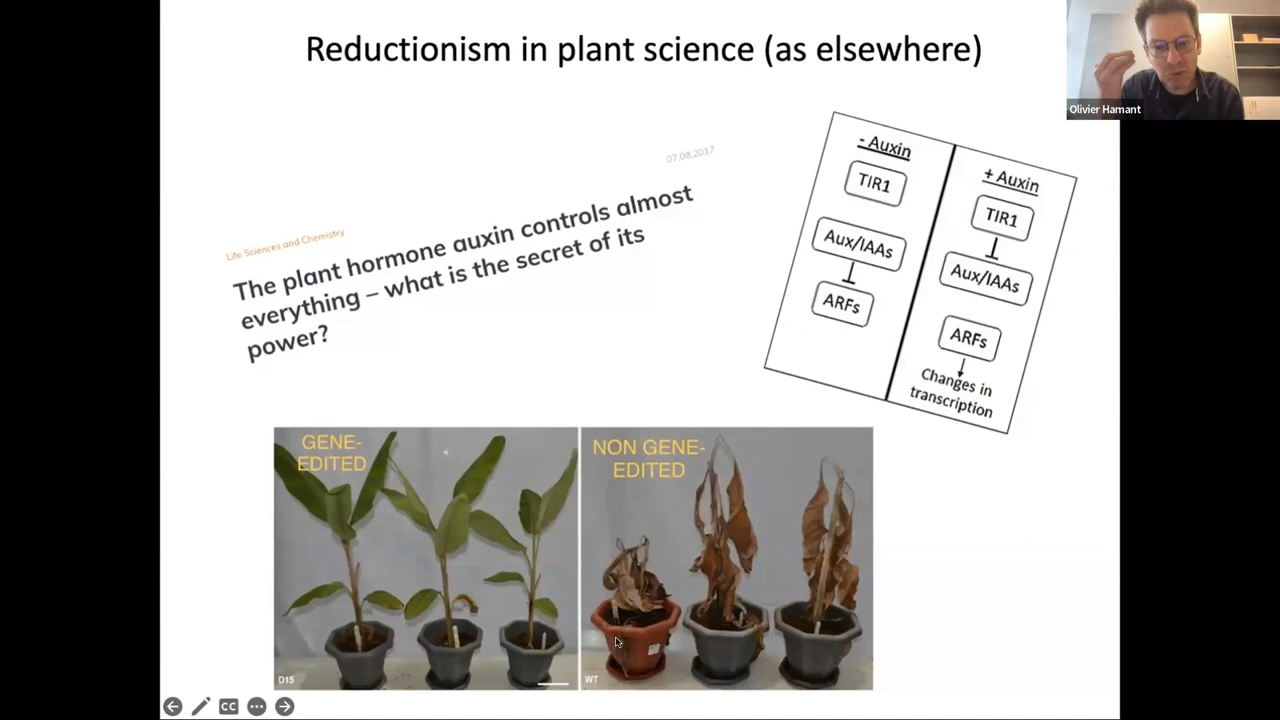 Reductionism in plant science (as elsewhere)
Olivier Hamant
07.08.2017
Life Sciences and Chemistry
The plant hormone auxin controls almost
everything – what is the secret of its
power?
- Auxin
TIR1
Aux/IAAs
ARFs
+ Auxin
TIR1
Aux/IAAs
ARFs
Changes in
transcription
GENE-
EDITED
D15
NON GENE-
EDITED
WT
CC